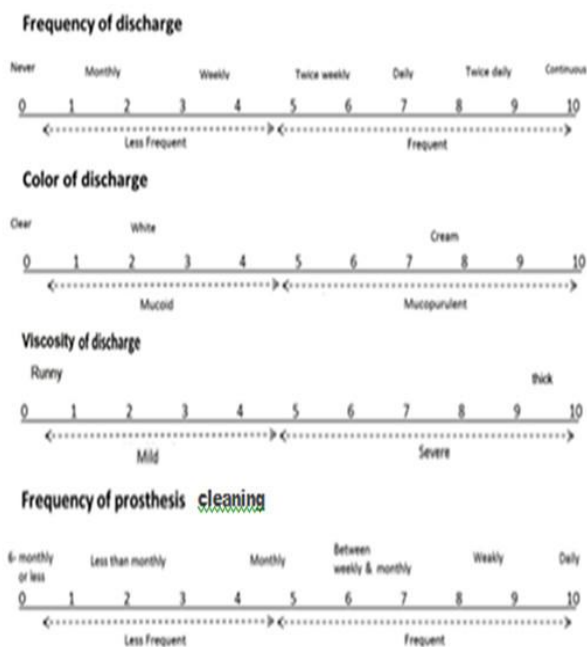 Frequency of discharge
Never Monthly Weekly Twice weekly Daily Twice daily Continuous
0 1 2 3 4 5 6 7 8 9 10
Less Frequent Frequent
Color of discharge
Clear White Cream
0 1 2 3 4 5 6 7 8 9 10
Mucoid Mucopurulent
Viscosity of discharge
Runny thick
0 1 2 3 4 5 6 7 8 9 10
Mild Severe
Frequency of prosthesis cleaning
6- monthly Less than monthly Monthly Between Weakly Daily
or less weekly & monthly
0 1 2 3 4 5 6 7 8 9 10
Less Frequent Frequent